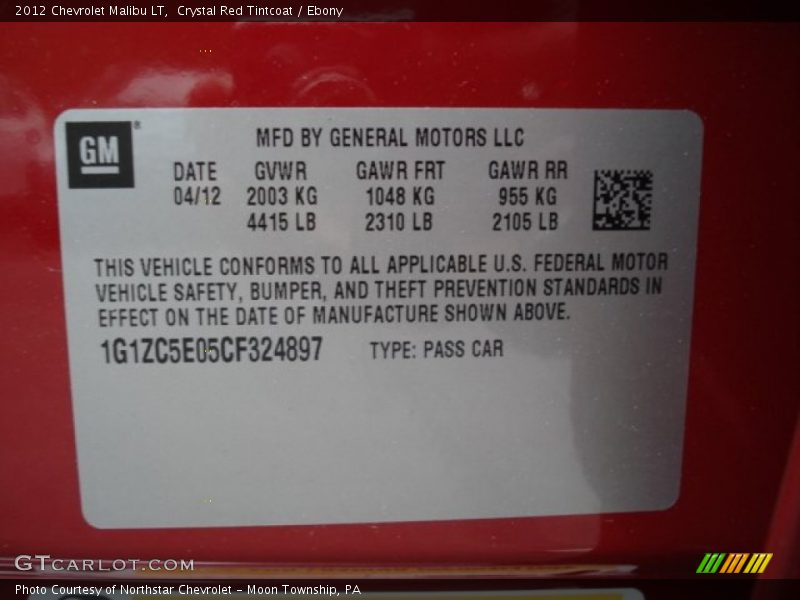 2012 Chevrolet Malibu LT,  Crystal Red Tintcoat / Ebony
GM
MFD BY GENERAL MOTORS LLC
DATE GVWR GAWR FRT GAWR RR
04/12 2003 KG 1048 KG 955 KG
4415 LB 2310 LB 2105 LB
THIS VEHICLE CONFORMS TO ALL APPLICABLE U.S. FEDERAL MOTOR
VEHICLE SAFETY, BUMPER, AND THEFT PREVENTION STANDARDS IN
EFFECT ON THE DATE OF MANUFACTURE SHOWN ABOVE.
1G1ZC5E05CF324897 TYPE: PASS CAR
GTCARLOT.COM
Photo Courtesy of Northstar Chevrolet - Moon Township, PA